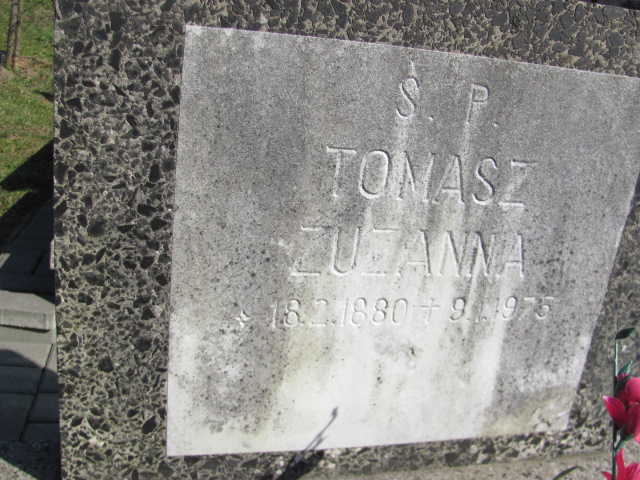 Ś. P.
TOMASZ
ZUZANNA
* 18.2.1880 + 9.1.1975